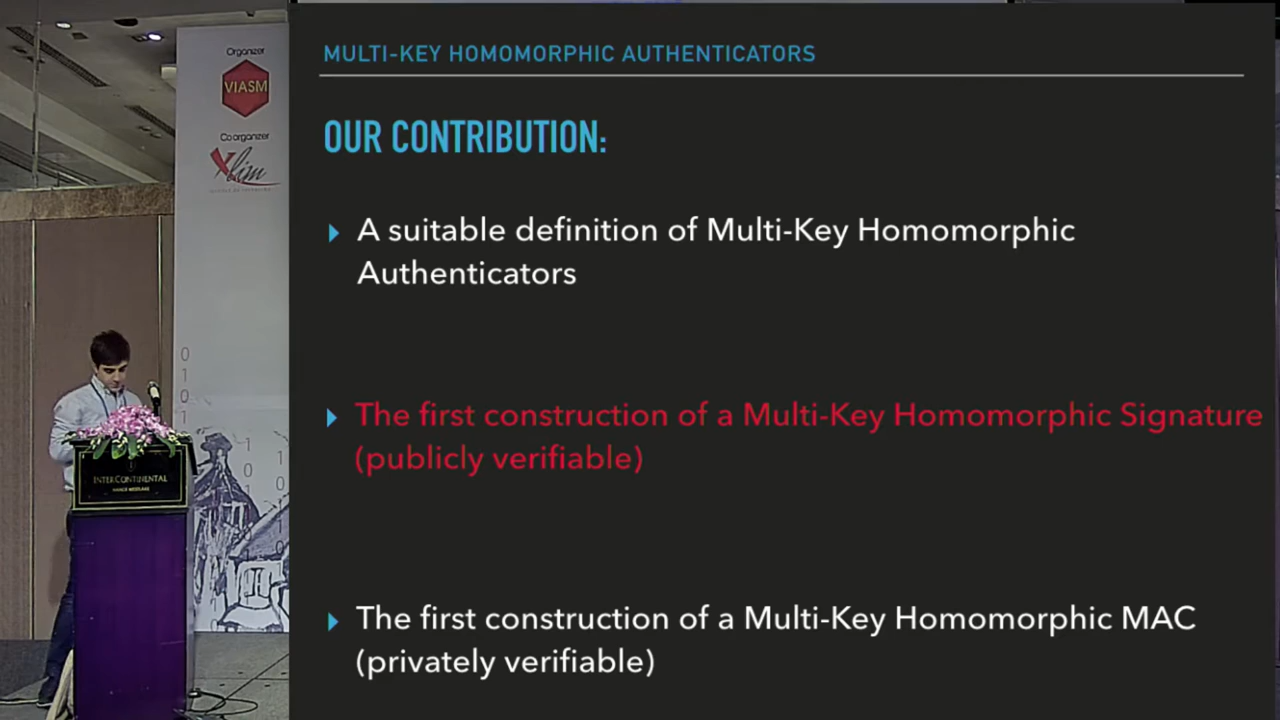 Organizer
VIASM
Co organizer
Xlim
INTERCONTINENTAL
MULTI-KEY HOMOMORPHIC AUTHENTICATORS
OUR CONTRIBUTION:
A suitable definition of Multi-Key Homomorphic
Authenticators
The first construction of a Multi-Key Homomorphic Signature
(publicly verifiable)
The first construction of a Multi-Key Homomorphic MAC
(privately verifiable)